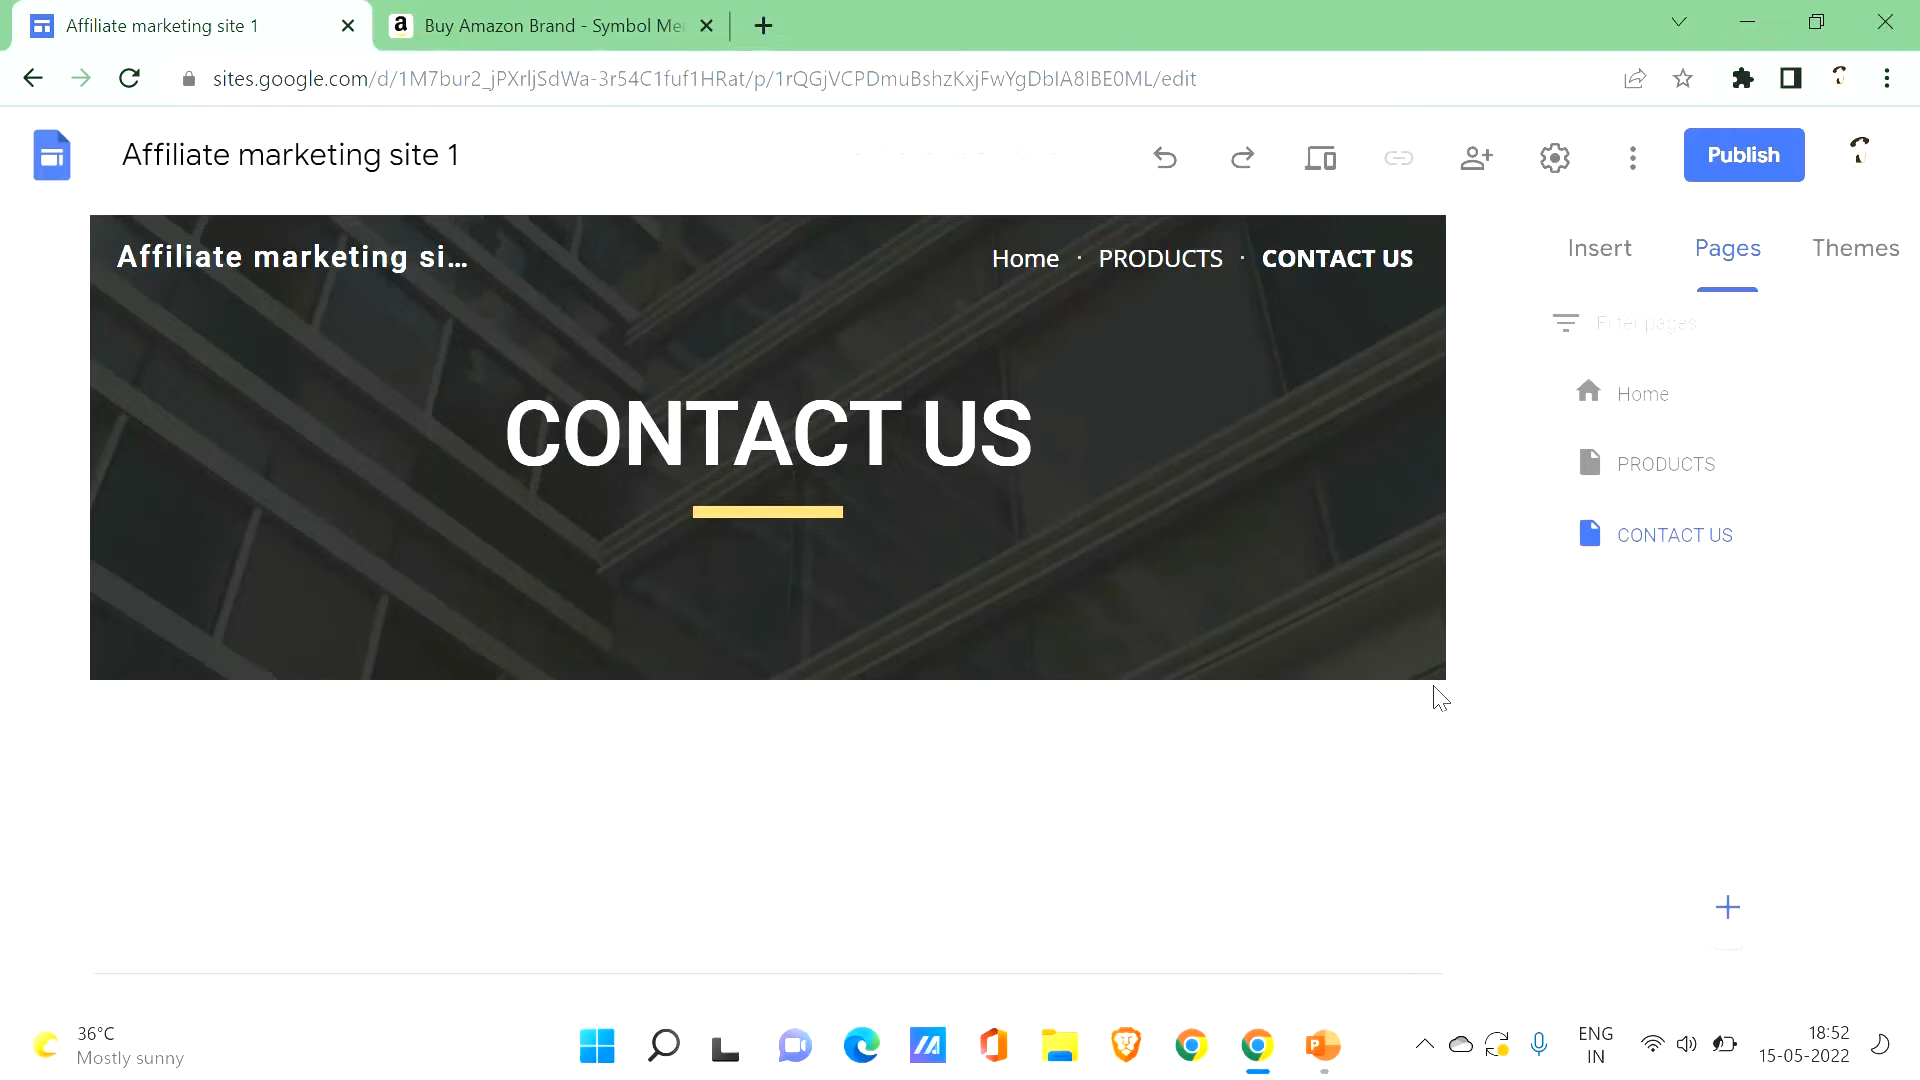 Affiliate marketing site 1
Buy Amazon Brand - Symbol Me
sites.google.com/d/1M7bur2_jPXrljSdWa-3r54C1fuf1HRat/p/1rQGjVCPDmuBshzKxjFwYgDbIA8IBE0ML/edit
Affiliate marketing site 1
Publish
Affiliate marketing si...
Home · PRODUCTS · CONTACT US
CONTACT US
Insert Pages Themes
Filter pages
Home
PRODUCTS
CONTACT US
36°C
Mostly sunny
ENG
IN
18:52
15-05-2022